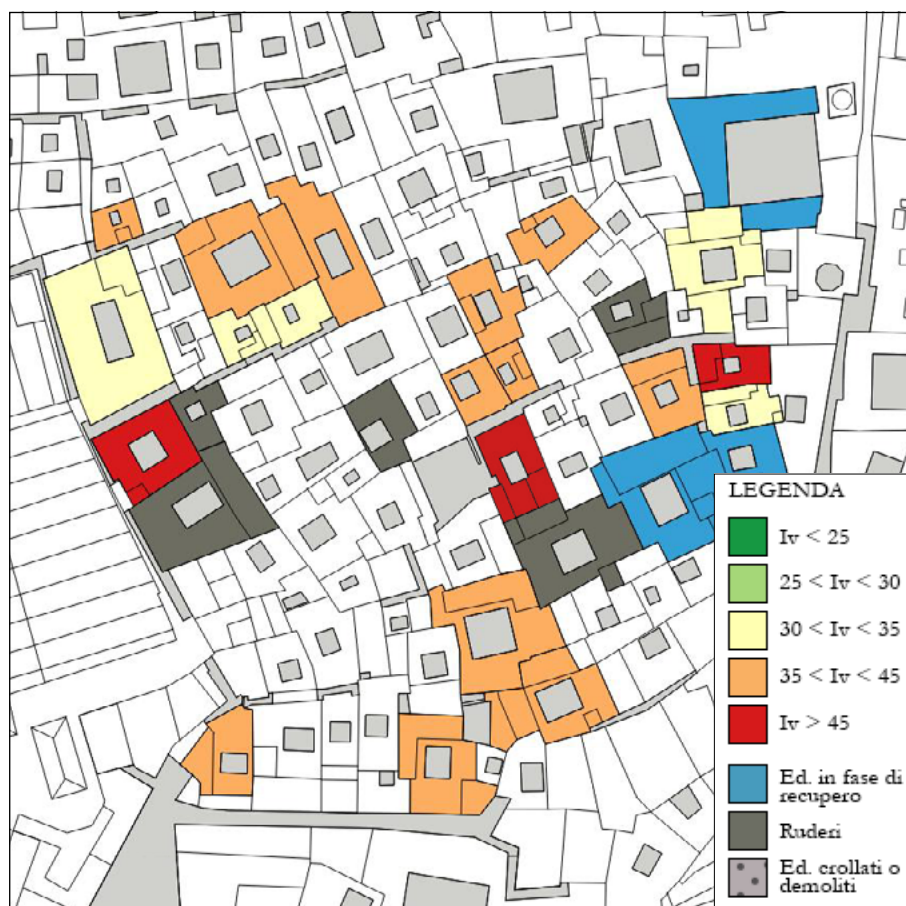 LEGENDA
Iv < 25
25 < Iv < 30
30 < Iv < 35
35 < Iv < 45
Iv > 45
Ed. in fase di
recupero
Ruderi
Ed. crollati o
demoliti